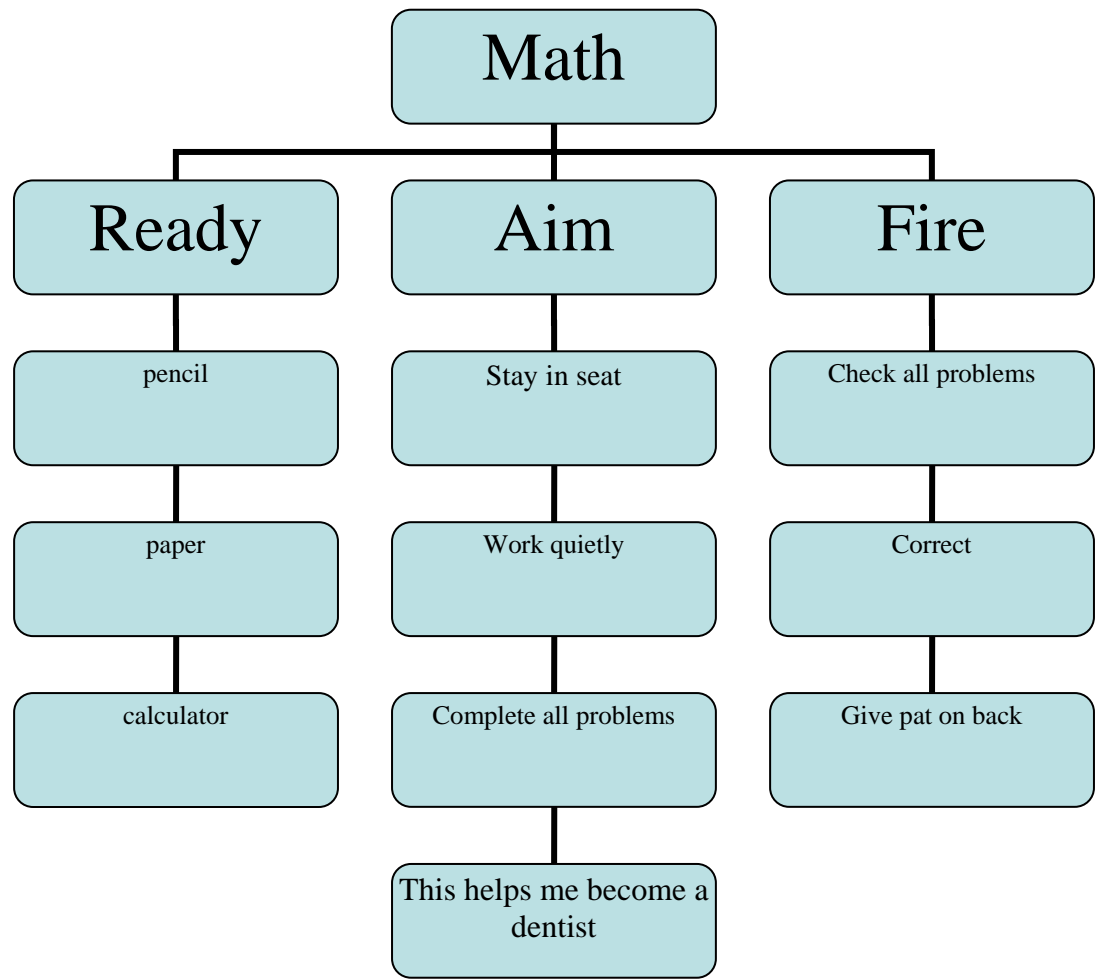 Math
Ready
Aim
Fire
pencil
Stay in seat
Check all problems
paper
Work quietly
Correct
calculator
Complete all problems
Give pat on back
This helps me become a
dentist